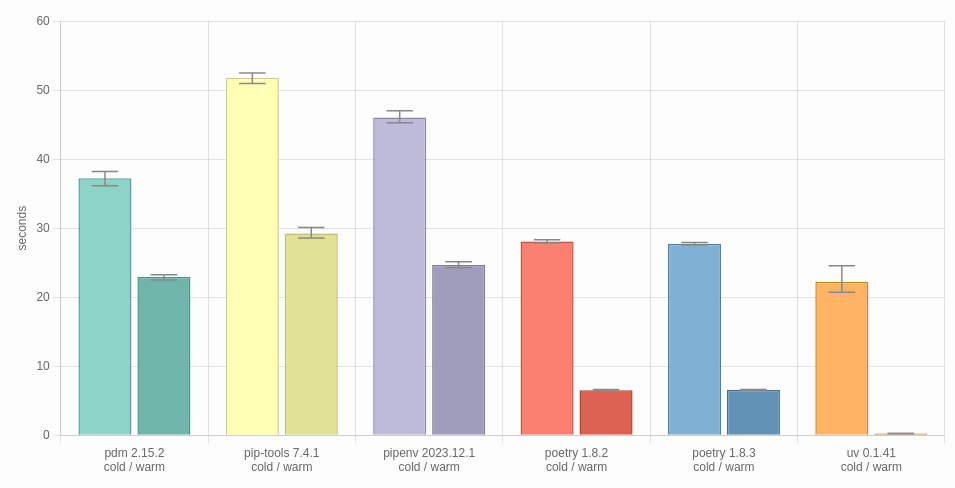 60
50
40
30
20
10
0
seconds
pdm 2.15.2
cold / warm
pip-tools 7.4.1
cold / warm
pipenv 2023.12.1
cold / warm
poetry 1.8.2
cold / warm
poetry 1.8.3
cold / warm
uv 0.1.41
cold / warm